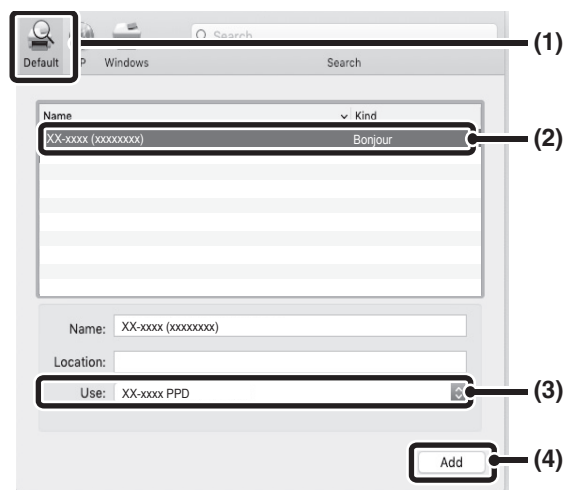 Search
(1)
Default P Windows Search
Name Kind
XX-xxxx (xxxxxxxx) Bonjour
(2)
Name: XX-xxxx (xxxxxxxx)
Location:
Use: XX-xxxx PPD
(3)
Add
(4)